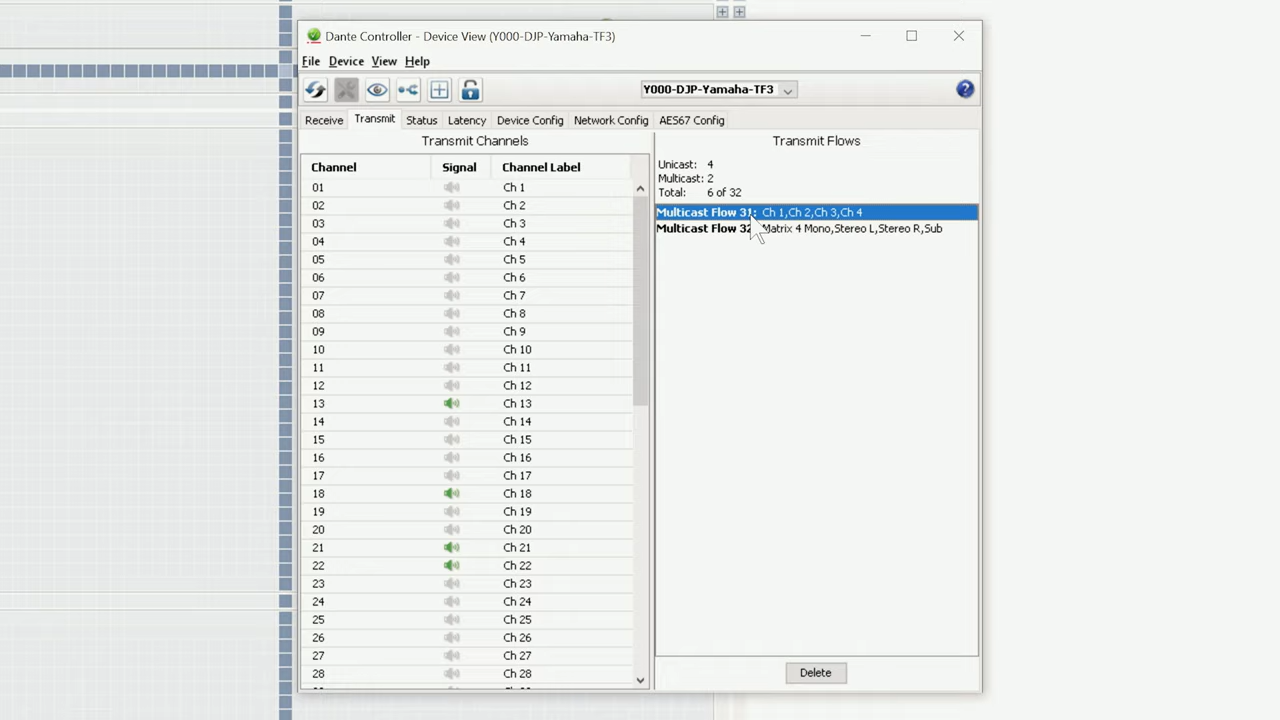 Dante Controller - Device View (Y000-DJP-Yamaha-TF3)
File Device View Help
Y000-DJP-Yamaha-TF3
Receive Transmit Status Latency Device Config Network Config AES67 Config
Transmit Channels
Channel Signal Channel Label
01 Ch 1
02 Ch 2
03 Ch 3
04 Ch 4
05 Ch 5
06 Ch 6
07 Ch 7
08 Ch 8
09 Ch 9
10 Ch 10
11 Ch 11
12 Ch 12
13 Ch 13
14 Ch 14
15 Ch 15
16 Ch 16
17 Ch 17
18 Ch 18
19 Ch 19
20 Ch 20
21 Ch 21
22 Ch 22
23 Ch 23
24 Ch 24
25 Ch 25
26 Ch 26
27 Ch 27
28 Ch 28
Transmit Flows
Unicast: 4
Multicast: 2
Total: 6 of 32
Multicast Flow 31: Ch 1,Ch 2,Ch 3,Ch 4
Multicast Flow 32 Matrix 4 Mono,Stereo L,Stereo R,Sub
Delete